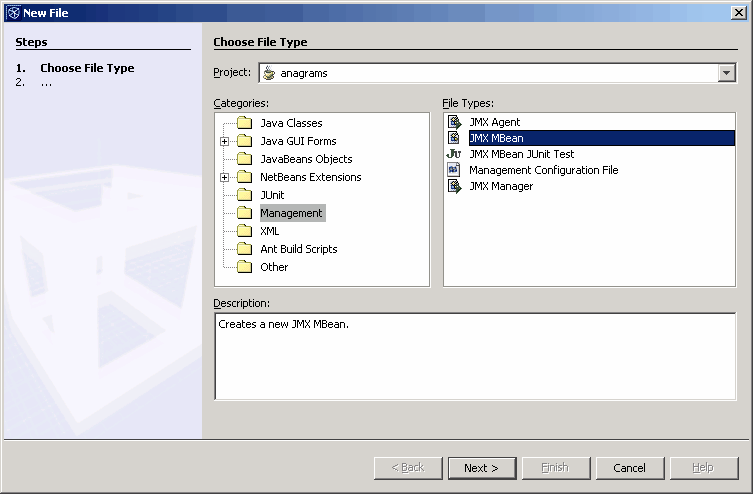 New File
Steps
1. Choose File Type
2. ...
Choose File Type
Project: anagrams
Categories:
Java Classes
Java GUI Forms
JavaBeans Objects
NetBeans Extensions
JUnit
Management
XML
Ant Build Scripts
Other
File Types:
JMX Agent
JMX MBean
JU JMX MBean JUnit Test
Management Configuration File
JMX Manager
Description:
Creates a new JMX MBean.
< Back
Next >
Finish
Cancel
Help